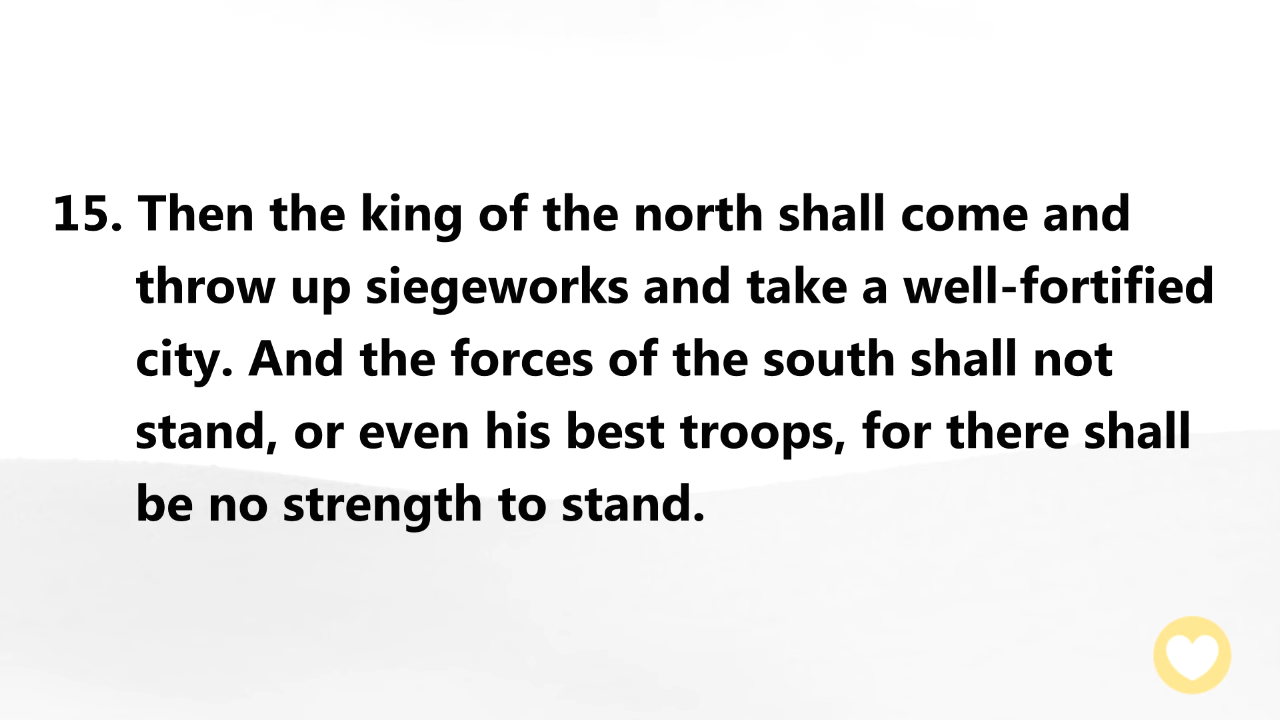 15. Then the king of the north shall come and
throw up siegeworks and take a well-fortified
city. And the forces of the south shall not
stand, or even his best troops, for there shall
be no strength to stand.